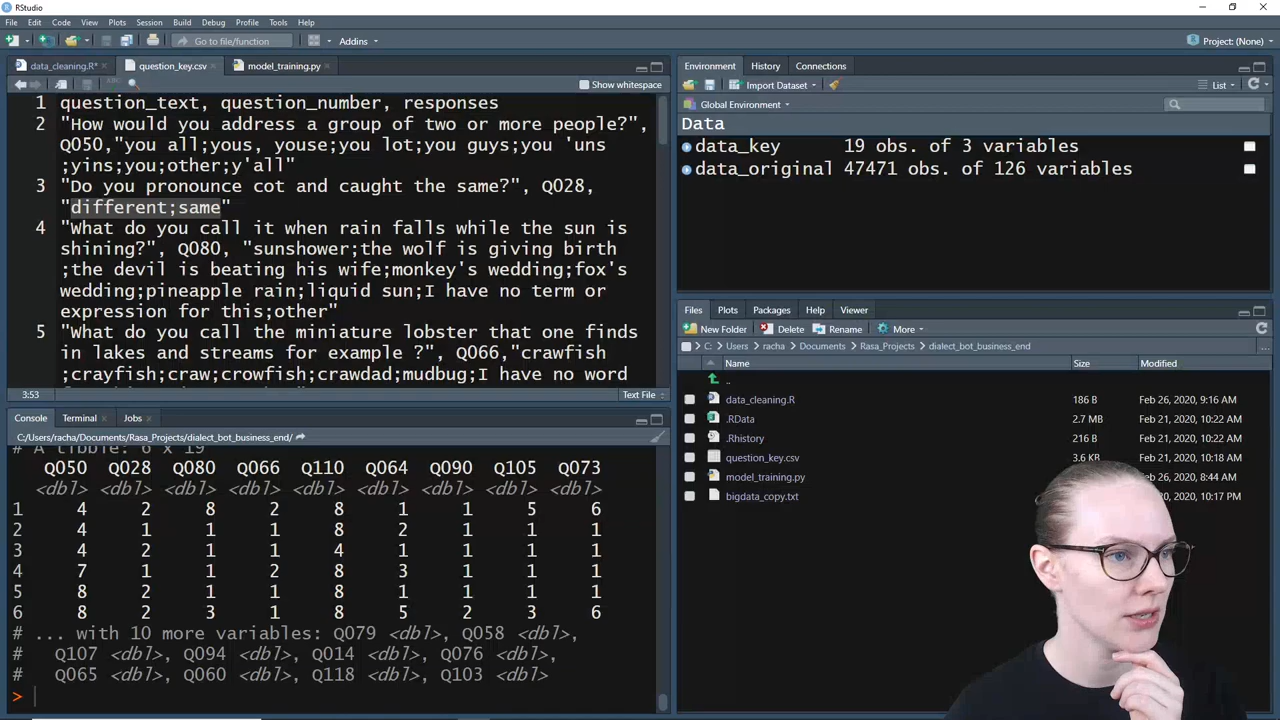 RStudio
File Edit Code View Plots Session Build Debug Profile Tools Help
Go to file/function Addins Project: (None)
data_cleaning.R* question_key.csv model_training.py
Show whitespace
1 question_text, question_number, responses
2 "How would you address a group of two or more people?",
Q050,"you all;yous, youse;you lot;you guys;you 'uns
;yins;you;other;y'all"
3 "Do you pronounce cot and caught the same?", Q028,
"different;same"
4 "What do you call it when rain falls while the sun is
shining?", Q080, "sunshower;the wolf is giving birth
;the devil is beating his wife;monkey's wedding;fox's
wedding;pineapple rain;liquid sun;I have no term or
expression for this;other"
5 "What do you call the miniature lobster that one finds
in lakes and streams for example ?", Q066,"crawfish
;crayfish;craw;crowfish;crawdad;mudbug;I have no word
3:53 Text File
Console Terminal Jobs
C:/Users/racha/Documents/Rasa_Projects/dialect_bot_business_end/
# A tibble: 6 x 19
Q050 Q028 Q080 Q066 Q110 Q064 Q090 Q105 Q073
<dbl> <dbl> <dbl> <dbl> <dbl> <dbl> <dbl> <dbl> <dbl>
1 4 2 8 2 8 1 1 5 6
2 4 1 1 1 8 2 1 1 1
3 4 2 1 1 4 1 1 1 1
4 7 1 1 2 8 3 1 1 1
5 8 2 1 1 8 1 1 1 1
6 8 2 3 1 8 5 2 3 6
# ... with 10 more variables: Q079 <dbl>, Q058 <dbl>,
# Q107 <dbl>, Q094 <dbl>, Q014 <dbl>, Q076 <dbl>,
# Q065 <dbl>, Q060 <dbl>, Q118 <dbl>, Q103 <dbl>
>
Environment History Connections
Import Dataset List
Global Environment
Data
data_key 19 obs. of 3 variables
data_original 47471 obs. of 126 variables
Files Plots Packages Help Viewer
New Folder Delete Rename More
C: Users racha Documents Rasa_Projects dialect_bot_business_end ...
Name Size Modified
..
data_cleaning.R 186 B Feb 26, 2020, 9:16 AM
.RData 2.7 MB Feb 21, 2020, 10:22 AM
.Rhistory 216 B Feb 21, 2020, 10:22 AM
question_key.csv 3.6 KB Feb 21, 2020, 10:18 AM
model_training.py 2020, 8:44 AM
bigdata_copy.txt 2020, 10:17 PM